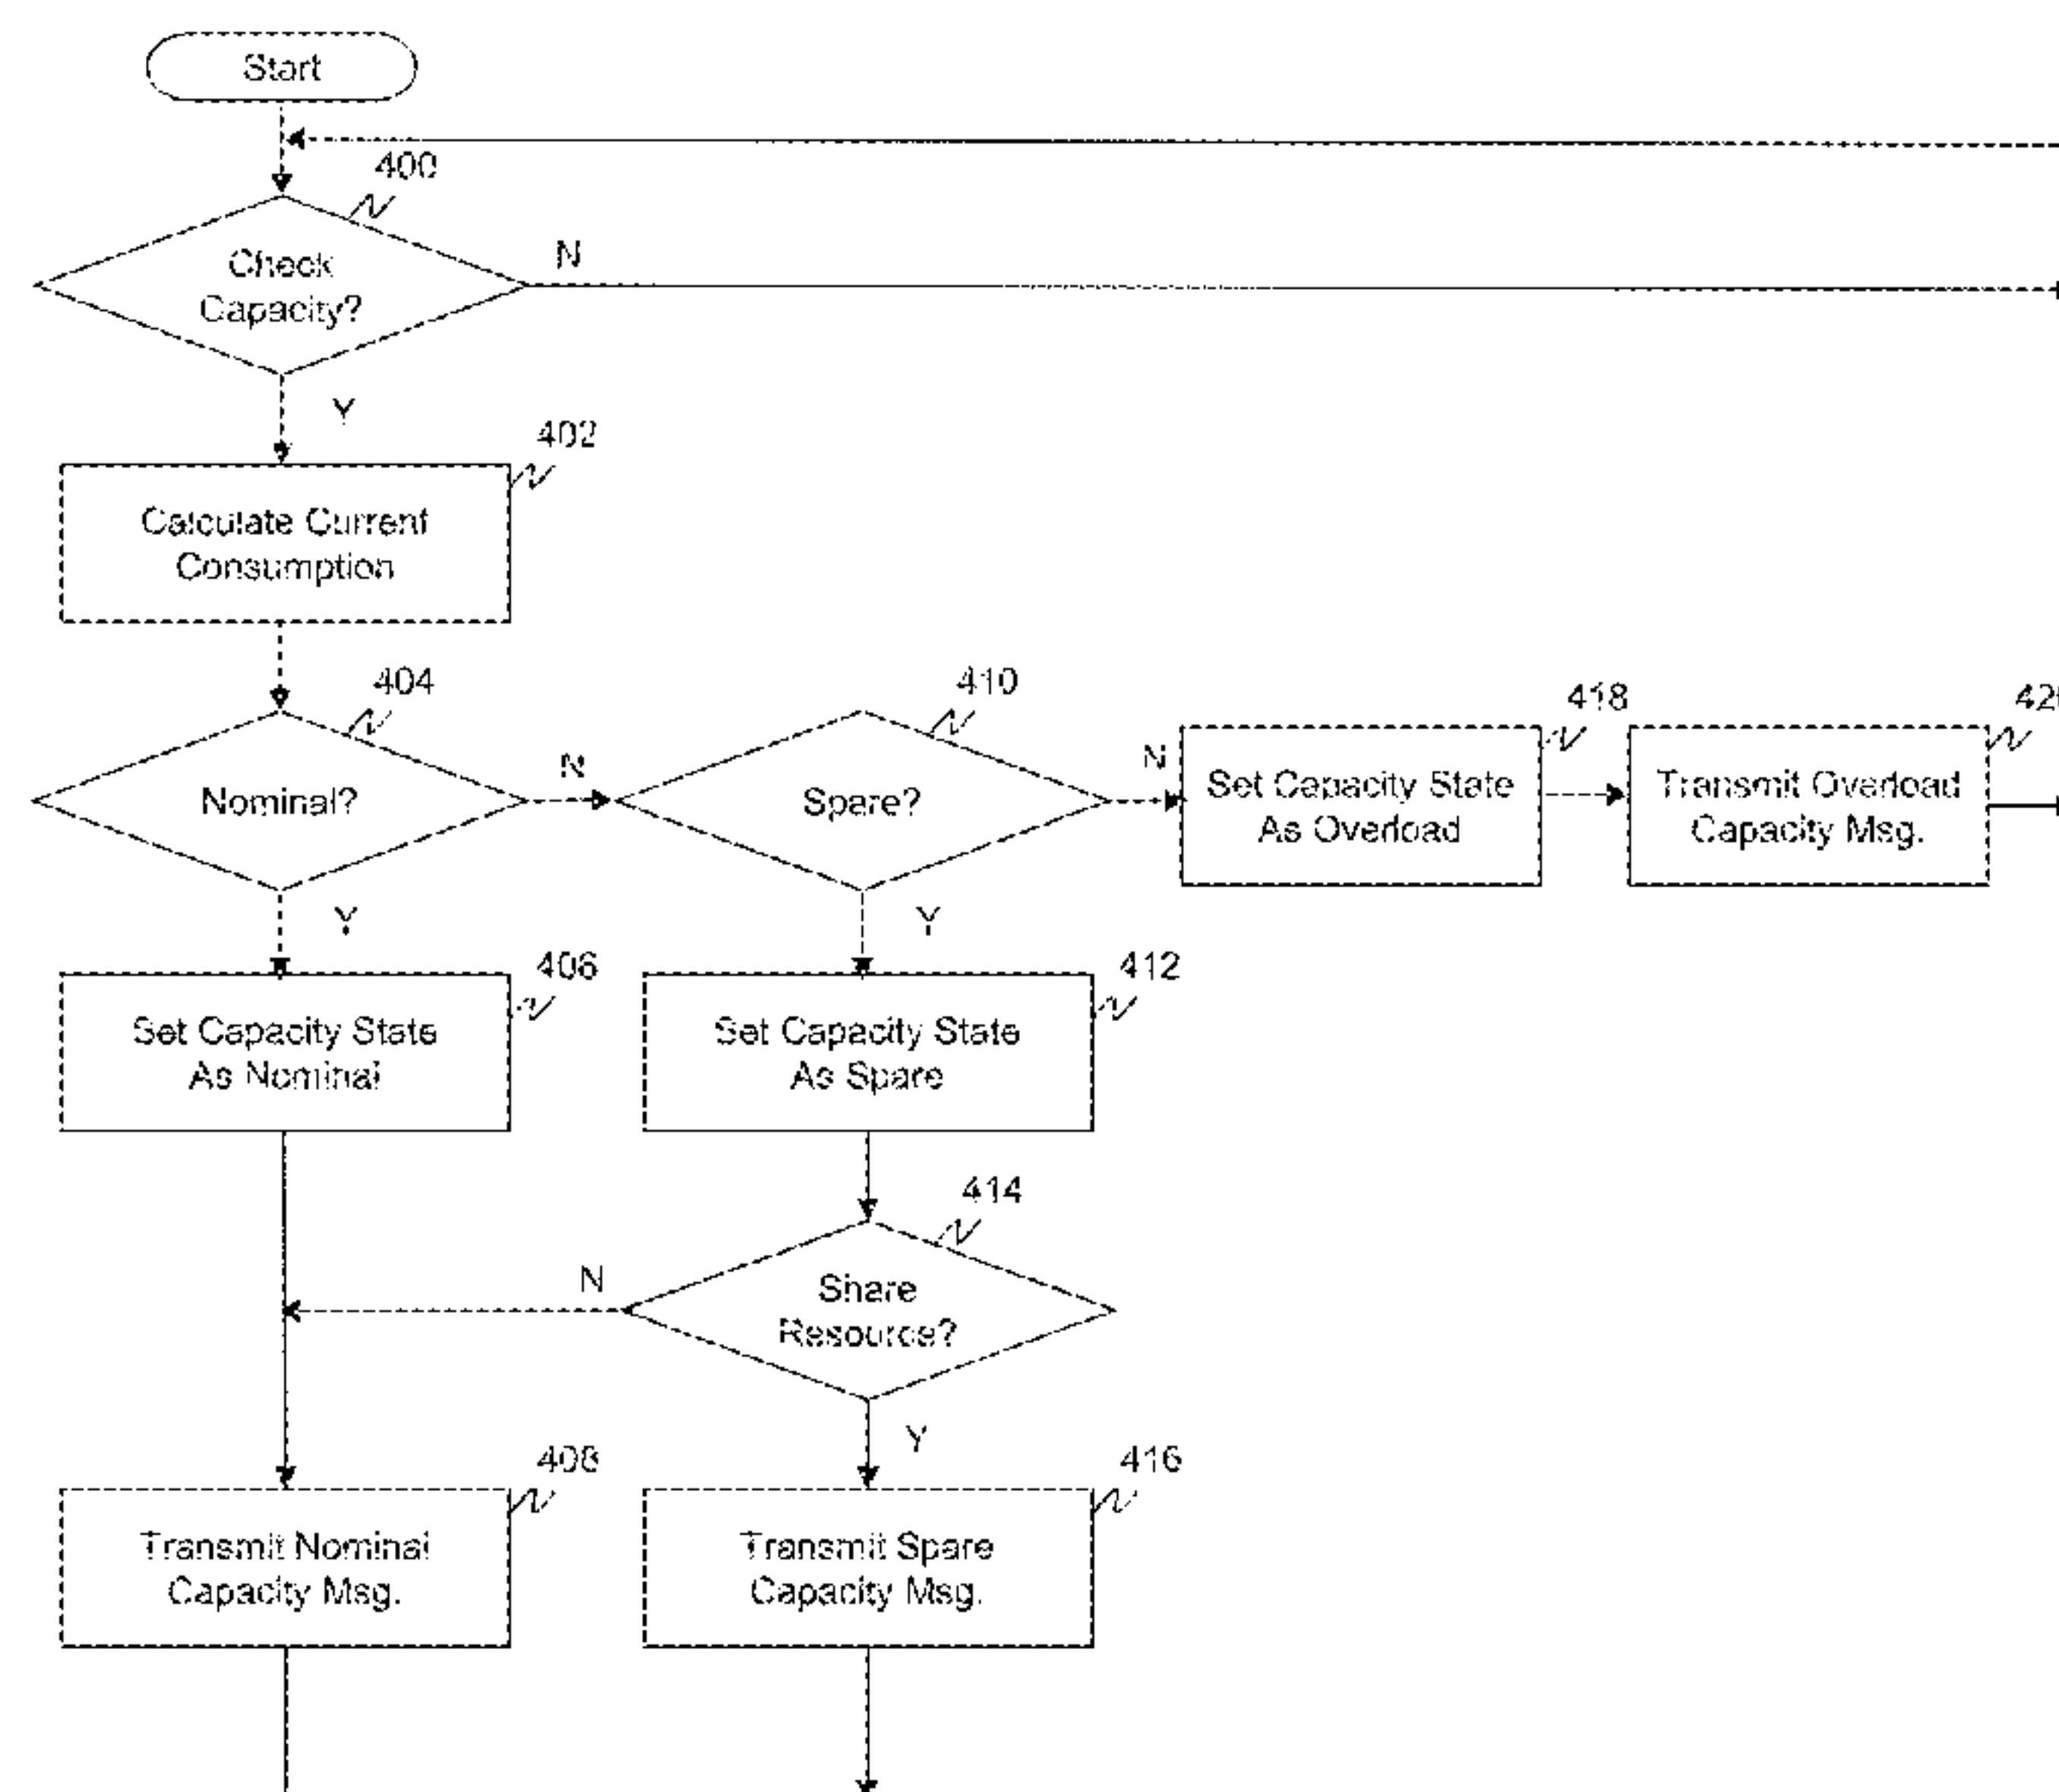 Start
400
Check
Capacity?
N
Y
402
Calculate Current
Consumption
404
Nominal?
N
410
Spare?
N
418
Set Capacity State
As Overload
Transmit Overload
Capacity Msg.
Y
Y
406
Set Capacity State
As Nominal
412
Set Capacity State
As Spare
414
Share
Resource?
N
Y
408
Transmit Nominal
Capacity Msg.
416
Transmit Spare
Capacity Msg.